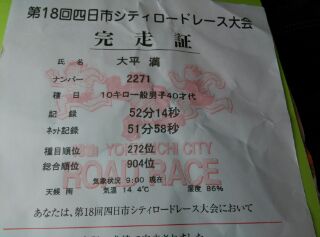 第18回四日市シティロードレース大会
完走証
氏名 大平 満
ナンバー 2271
種目 10キロ一般男子40才代
記録 52分14秒
ネット記録 51分58秒
種目順位 272位
総合順位 904位
YOKKAICHI CITY
ROAD RACE
気象状況 9:00 現在
天候 雨 気温 14.4℃ 湿度 86%
あなたは、第18回四日市シティロードレース大会において